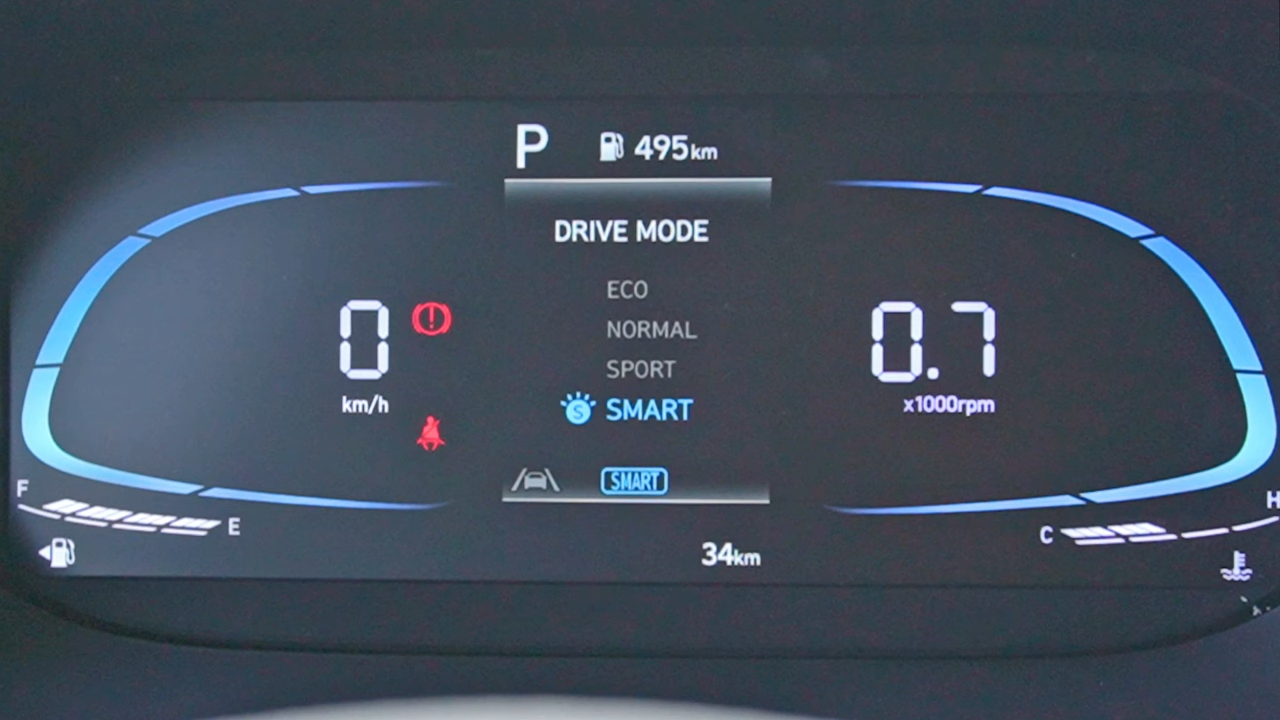 P 495km
DRIVE MODE
ECO
NORMAL
SPORT
S SMART
0
km/h
0.7
x1000rpm
SMART
F
E
C
H
34km